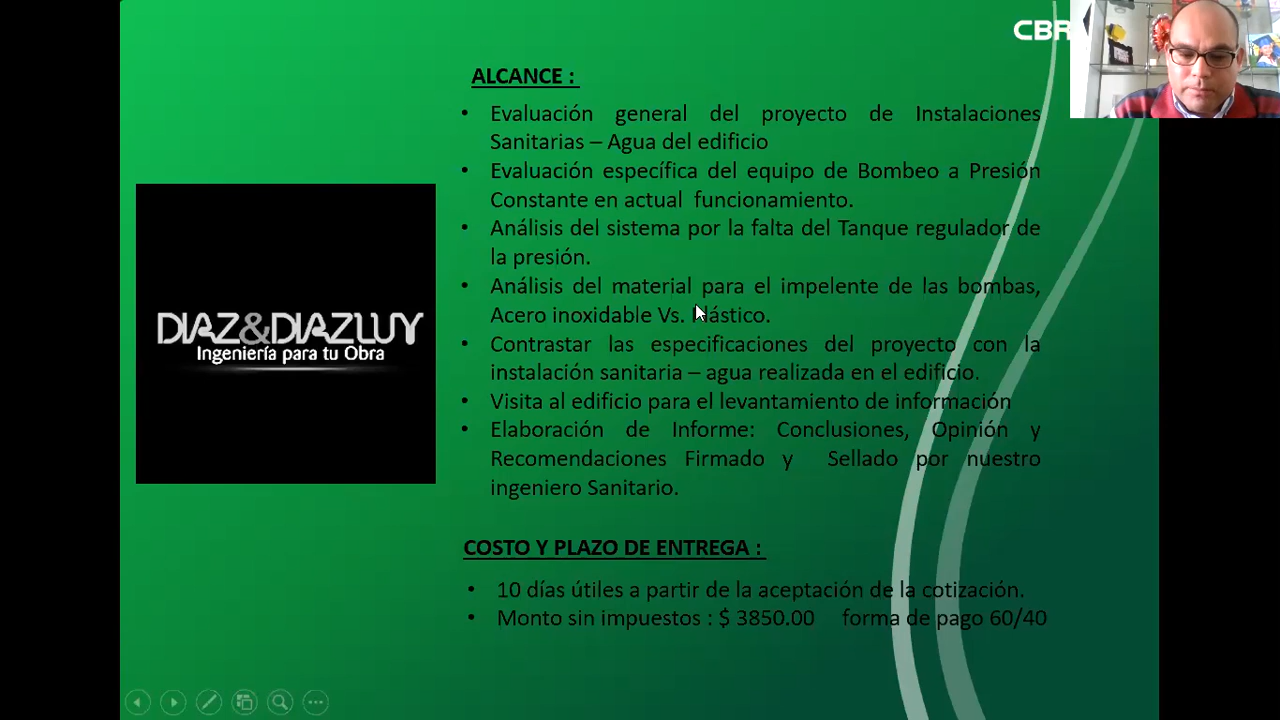 CBR
ALCANCE :
• Evaluación general del proyecto de Instalaciones
Sanitarias – Agua del edificio
• Evaluación específica del equipo de Bombeo a Presión
Constante en actual funcionamiento.
• Análisis del sistema por la falta del Tanque regulador de
la presión.
• Análisis del material para el impelente de las bombas,
Acero inoxidable Vs. Plástico.
• Contrastar las especificaciones del proyecto con la
instalación sanitaria – agua realizada en el edificio.
• Visita al edificio para el levantamiento de información
• Elaboración de Informe: Conclusiones, Opinión y
Recomendaciones Firmado y Sellado por nuestro
ingeniero Sanitario.
DIAZ&DIAZLUY
Ingeniería para tu Obra
COSTO Y PLAZO DE ENTREGA :
• 10 días útiles a partir de la aceptación de la cotización.
• Monto sin impuestos : $ 3850.00 forma de pago 60/40